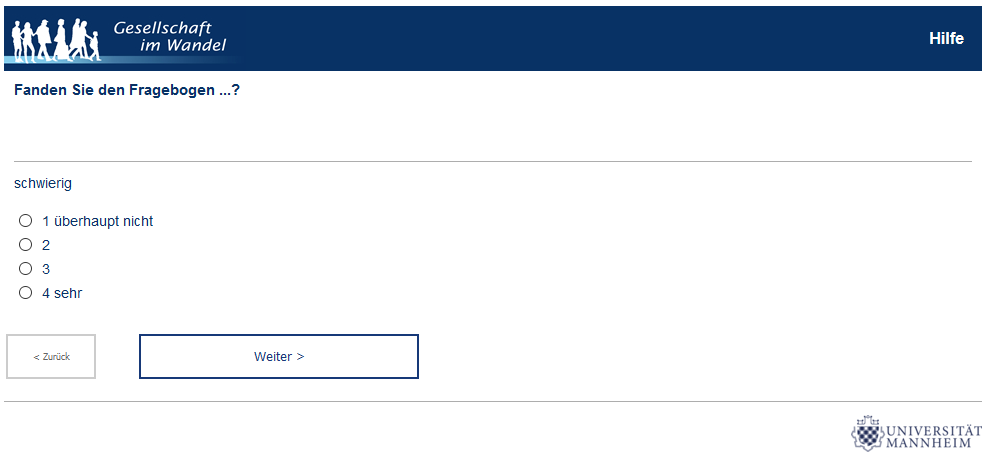 Gesellschaft
im Wandel
Hilfe
Fanden Sie den Fragebogen ...?
schwierig
1 überhaupt nicht
2
3
4 sehr
< Zurück
Weiter >
UNIVERSITÄT
MANNHEIM